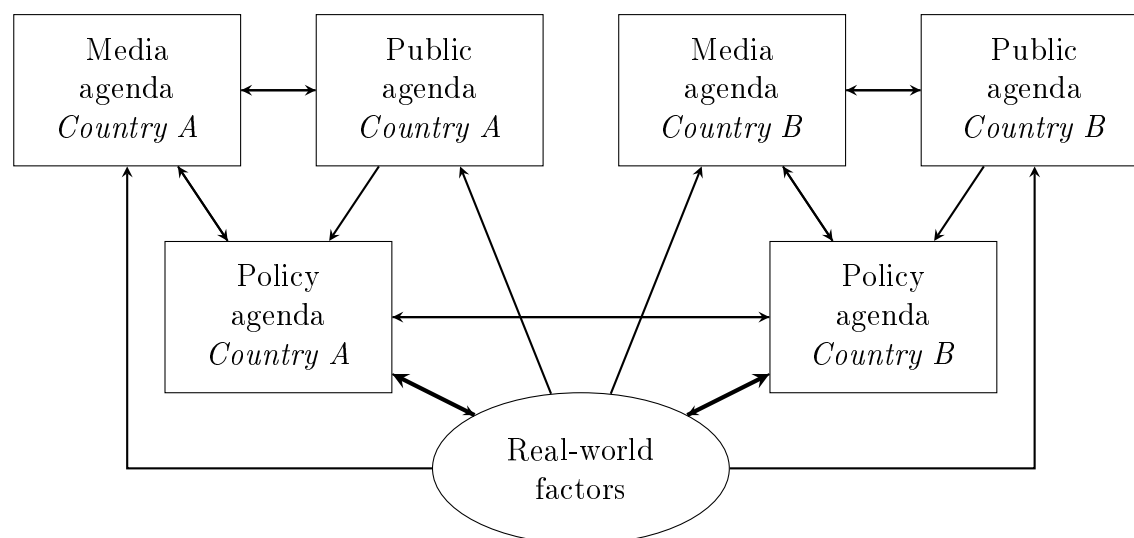 Media
agenda
Country A
Public
agenda
Country A
Media
agenda
Country B
Public
agenda
Country B
Policy
agenda
Country A
Policy
agenda
Country B
Real-world
factors